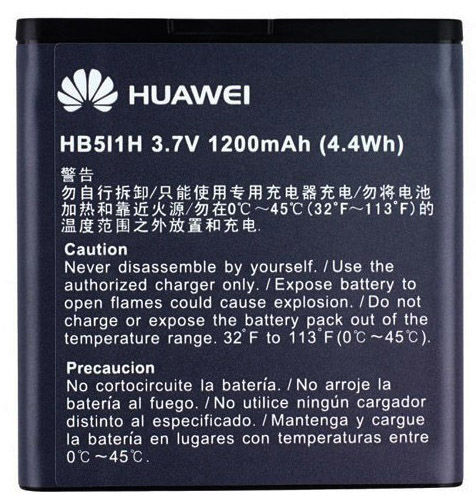 HUAWEI
HB5I1H 3.7V 1200mAh (4.4Wh)
警告
勿自行拆卸/只能使用专用充电器充电/勿将电池
加热和靠近火源/勿在0℃~45℃(32°F~113°F)的
温度范围之外放置和充电.
Caution
Never disassemble by yourself. /Use the
authorized charger only. /Expose battery to
open flames could cause explosion. /Do not
charge or expose the battery pack out of the
temperature range. 32°F to 113°F(0℃~45℃).
Precaucion
No cortocircuite la batería. /No arroje la
batería al fuego. /No utilice ningún cargador
distinto al especificado. /Mantenga y cargue la
batería en lugares con temperaturas entre
0℃~45℃.